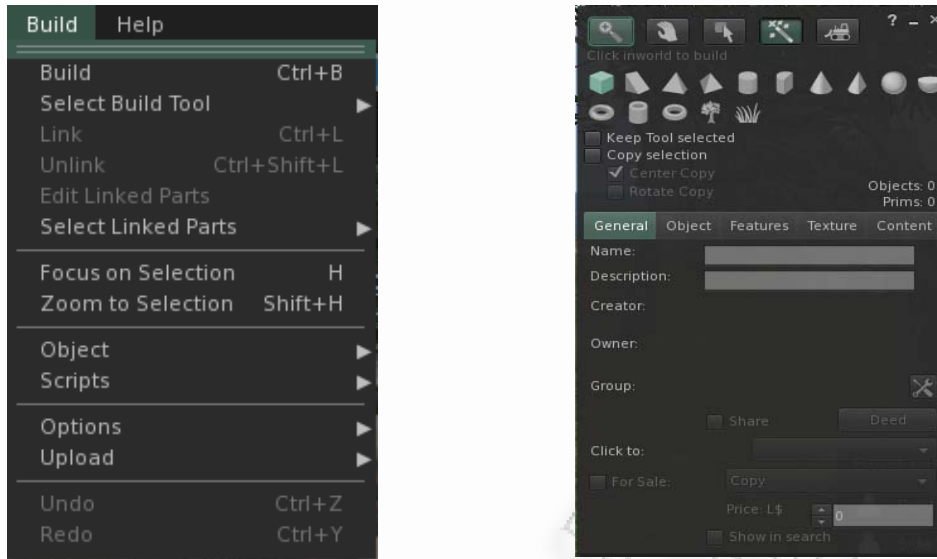 Build Help
Build Ctrl+B
Select Build Tool
Link Ctrl+L
Unlink Ctrl+Shift+L
Edit Linked Parts
Select Linked Parts
Focus on Selection H
Zoom to Selection Shift+H
Object
Scripts
Options
Upload
Undo Ctrl+Z
Redo Ctrl+Y
? – ×
Click inworld to build
Keep Tool selected
Copy selection
Center Copy
Rotate Copy
Objects: 0
Prims: 0
General Object Features Texture Content
Name:
Description:
Creator:
Owner:
Group:
Share Deed
Click to:
For Sale: Copy
Price: L$ 0
Show in search